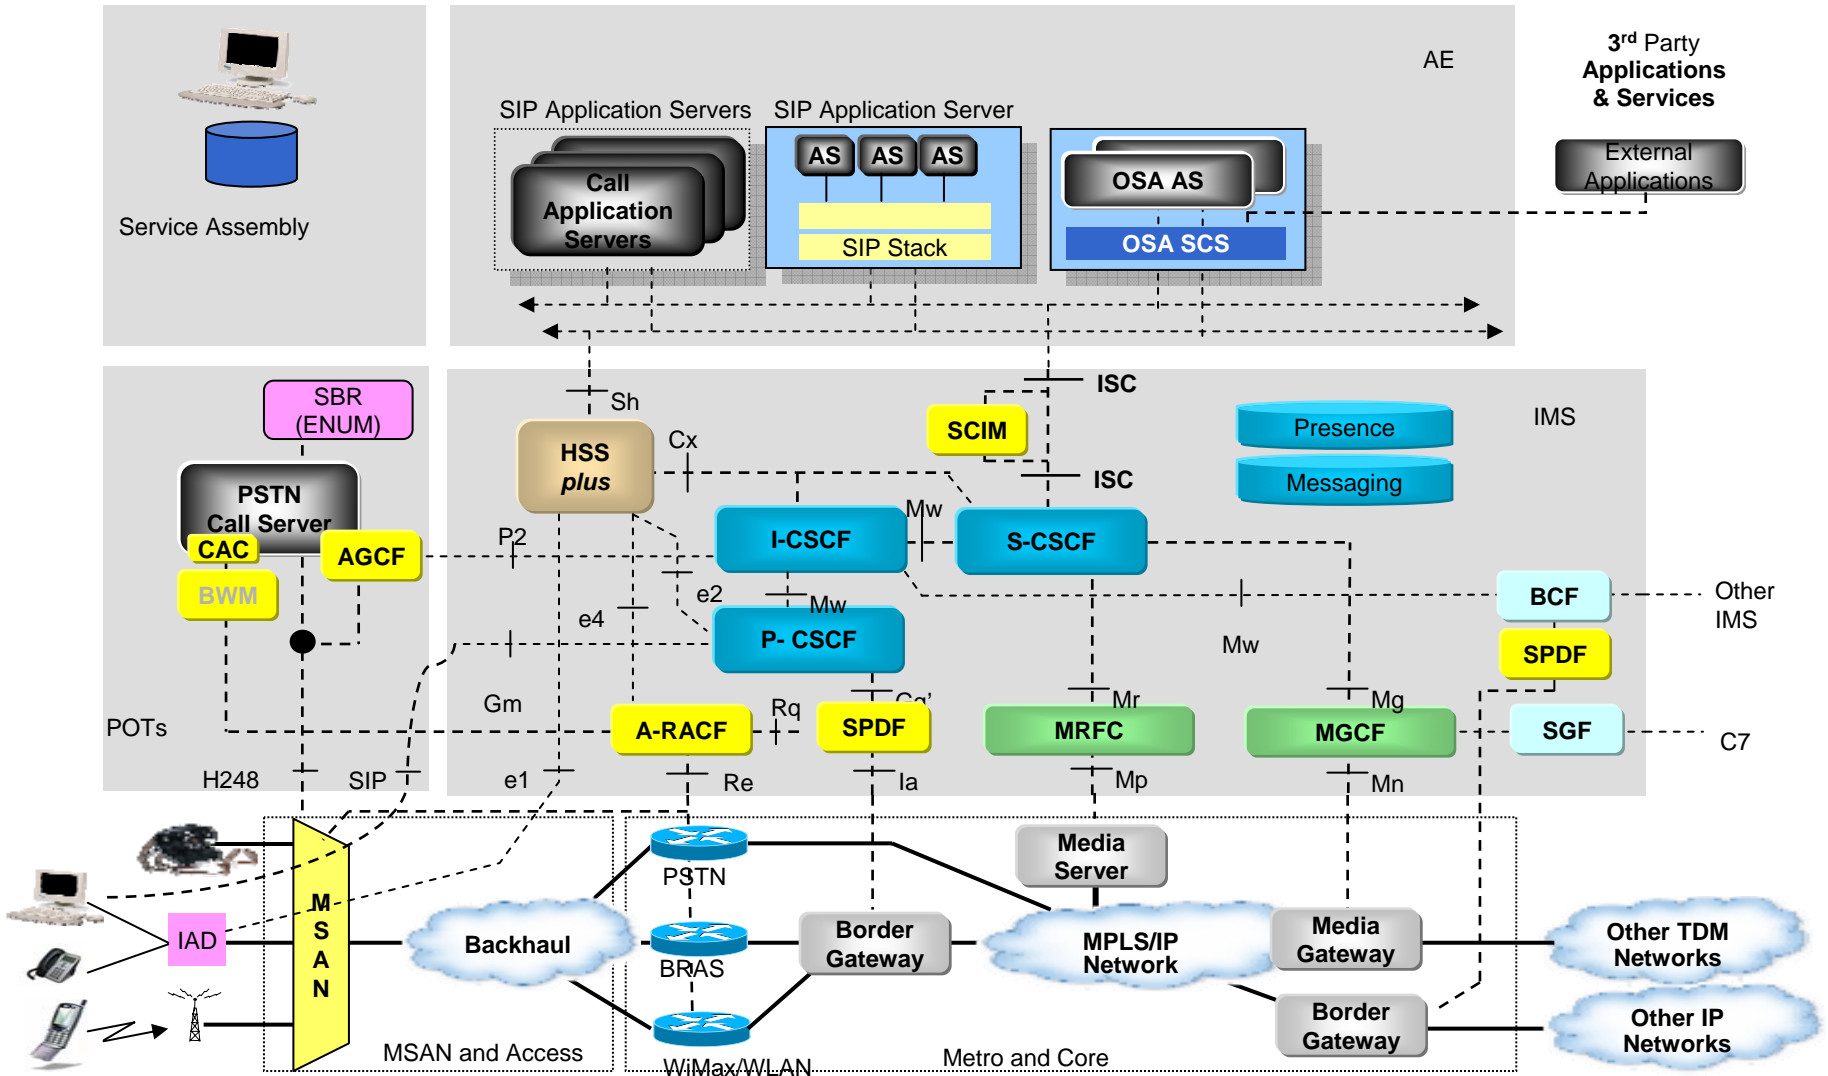 AE
3rd Party
Applications
& Services
SIP Application Servers
SIP Application Server
AS
AS
AS
Call
Application
Servers
OSA AS
External
Applications
Service Assembly
SIP Stack
OSA SCS
SBR
(ENUM)
Sh
ISC
SCIM
Presence
IMS
HSS
plus
Cx
ISC
Messaging
PSTN
Call Server
CAC
AGCF
BWM
P2
I-CSCF
Mw
S-CSCF
e2
Mw
e4
P- CSCF
BCF
Other
IMS
Mw
SPDF
Gm
Rq
Mr
Mg
POTs
A-RACF
SPDF
MRFC
MGCF
SGF
C7
H248
SIP
e1
Re
Ia
Mp
Mn
Media
Server
PSTN
M
S
A
N
IAD
Backhaul
BRAS
Border
Gateway
MPLS/IP
Network
Media
Gateway
Other TDM
Networks
Border
Gateway
Other IP
Networks
MSAN and Access
WiMax/WLAN
Metro and Core